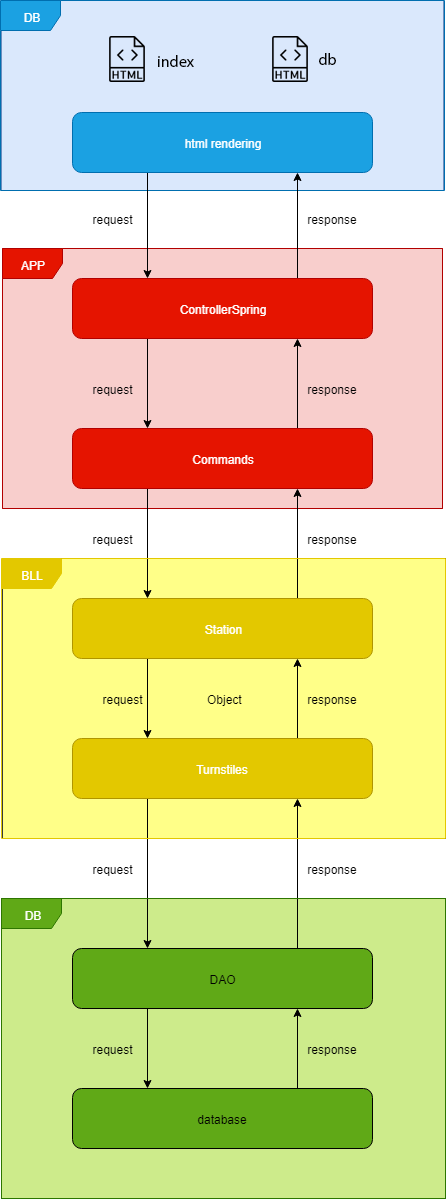 DB
HTML
index
HTML
db
html rendering
request
response
APP
ControllerSpring
request
response
Commands
request
response
BLL
Station
request
Object
response
Turnstiles
request
response
DB
DAO
request
response
database